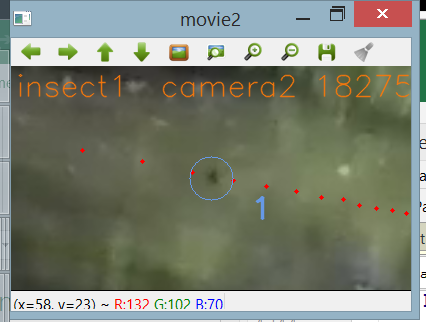 movie2
insect1 camera2 18275
1
(x=58, y=23) ~ R:132 G:102 B:70